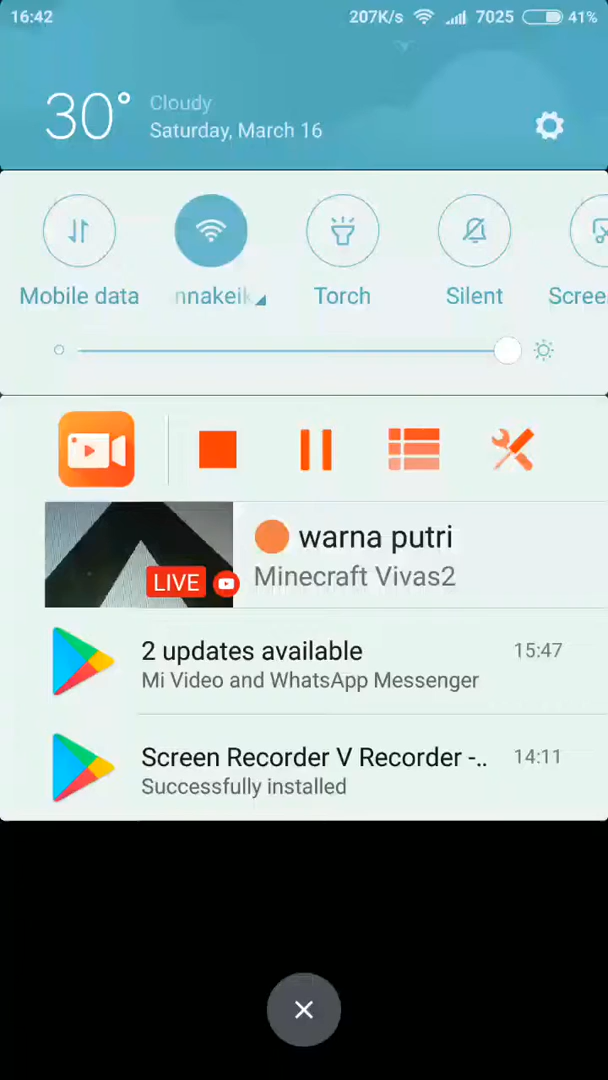 16:42 207K/s 7025 41%
30° Cloudy
Saturday, March 16
Mobile data nnakeik Torch Silent Scree
LIVE
warna putri
Minecraft Vivas2
2 updates available 15:47
Mi Video and WhatsApp Messenger
Screen Recorder V Recorder -.. 14:11
Successfully installed